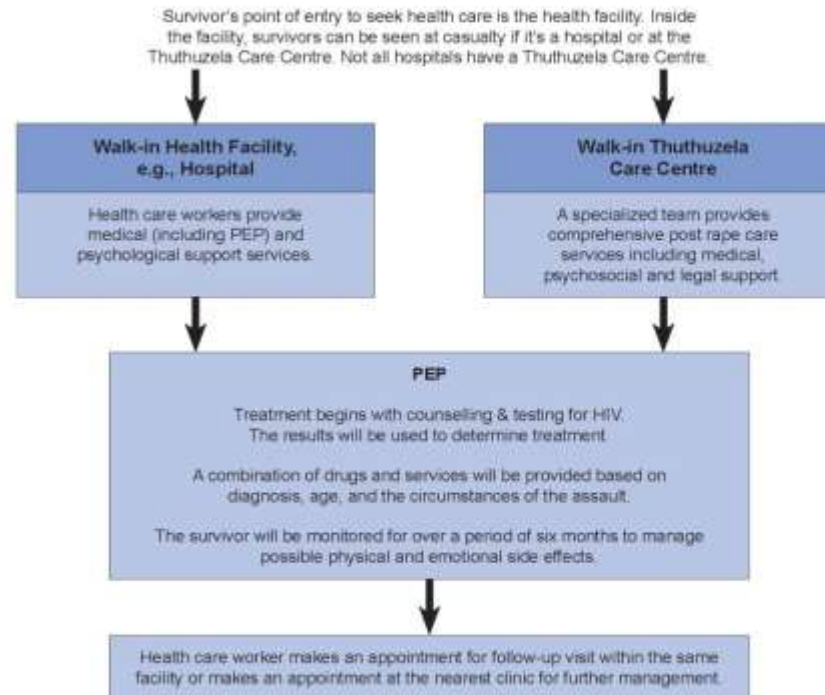 Survivor's point of entry to seek health care is the health facility. Inside
the facility, survivors can be seen at casualty if it's a hospital or at the
Thuthuzela Care Centre. Not all hospitals have a Thuthuzela Care Centre.
Walk-in Health Facility,
e.g., Hospital
Health care workers provide
medical (including PEP) and
psychological support services.
Walk-in Thuthuzela
Care Centre
A specialized team provides
comprehensive post rape care
services including medical,
psychosocial and legal support.
PEP
Treatment begins with counselling & testing for HIV.
The results will be used to determine treatment
A combination of drugs and services will be provided based on
diagnosis, age, and the circumstances of the assault.
The survivor will be monitored for over a period of six months to manage
possible physical and emotional side effects.
Health care worker makes an appointment for follow-up visit within the same
facility or makes an appointment at the nearest clinic for further management.